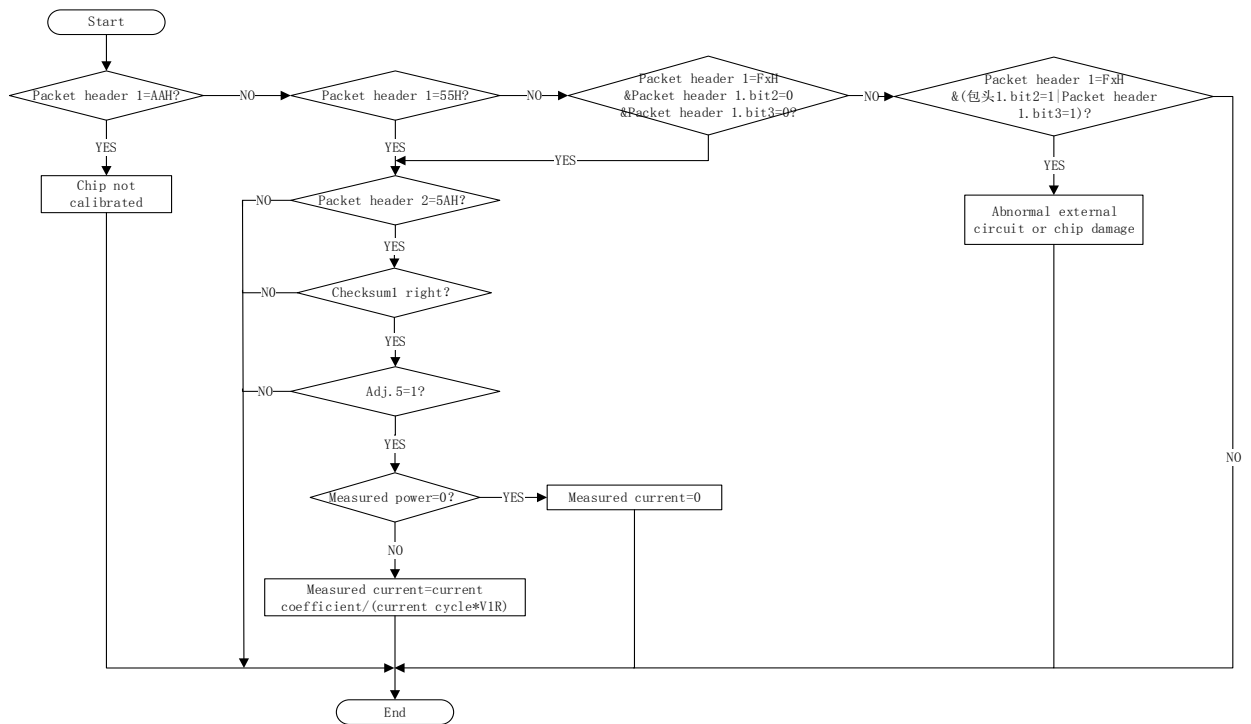 Start
Packet header 1=AAH?
NO
Packet header 1=55H?
NO
Packet header 1=FxH
&Packet header 1.bit2=0
&Packet header 1.bit3=0?
NO
Packet header 1=FxH
&(包头1.bit2=1|Packet header
1.bit3=1)?
YES
YES
YES
YES
Chip not
calibrated
NO
Packet header 2=5AH?
Abnormal external
circuit or chip damage
YES
NO
Checksum1 right?
YES
NO
Adj.5=1?
YES
NO
Measured power=0?
YES
Measured current=0
NO
Measured current=current
coefficient/(current cycle*V1R)
End